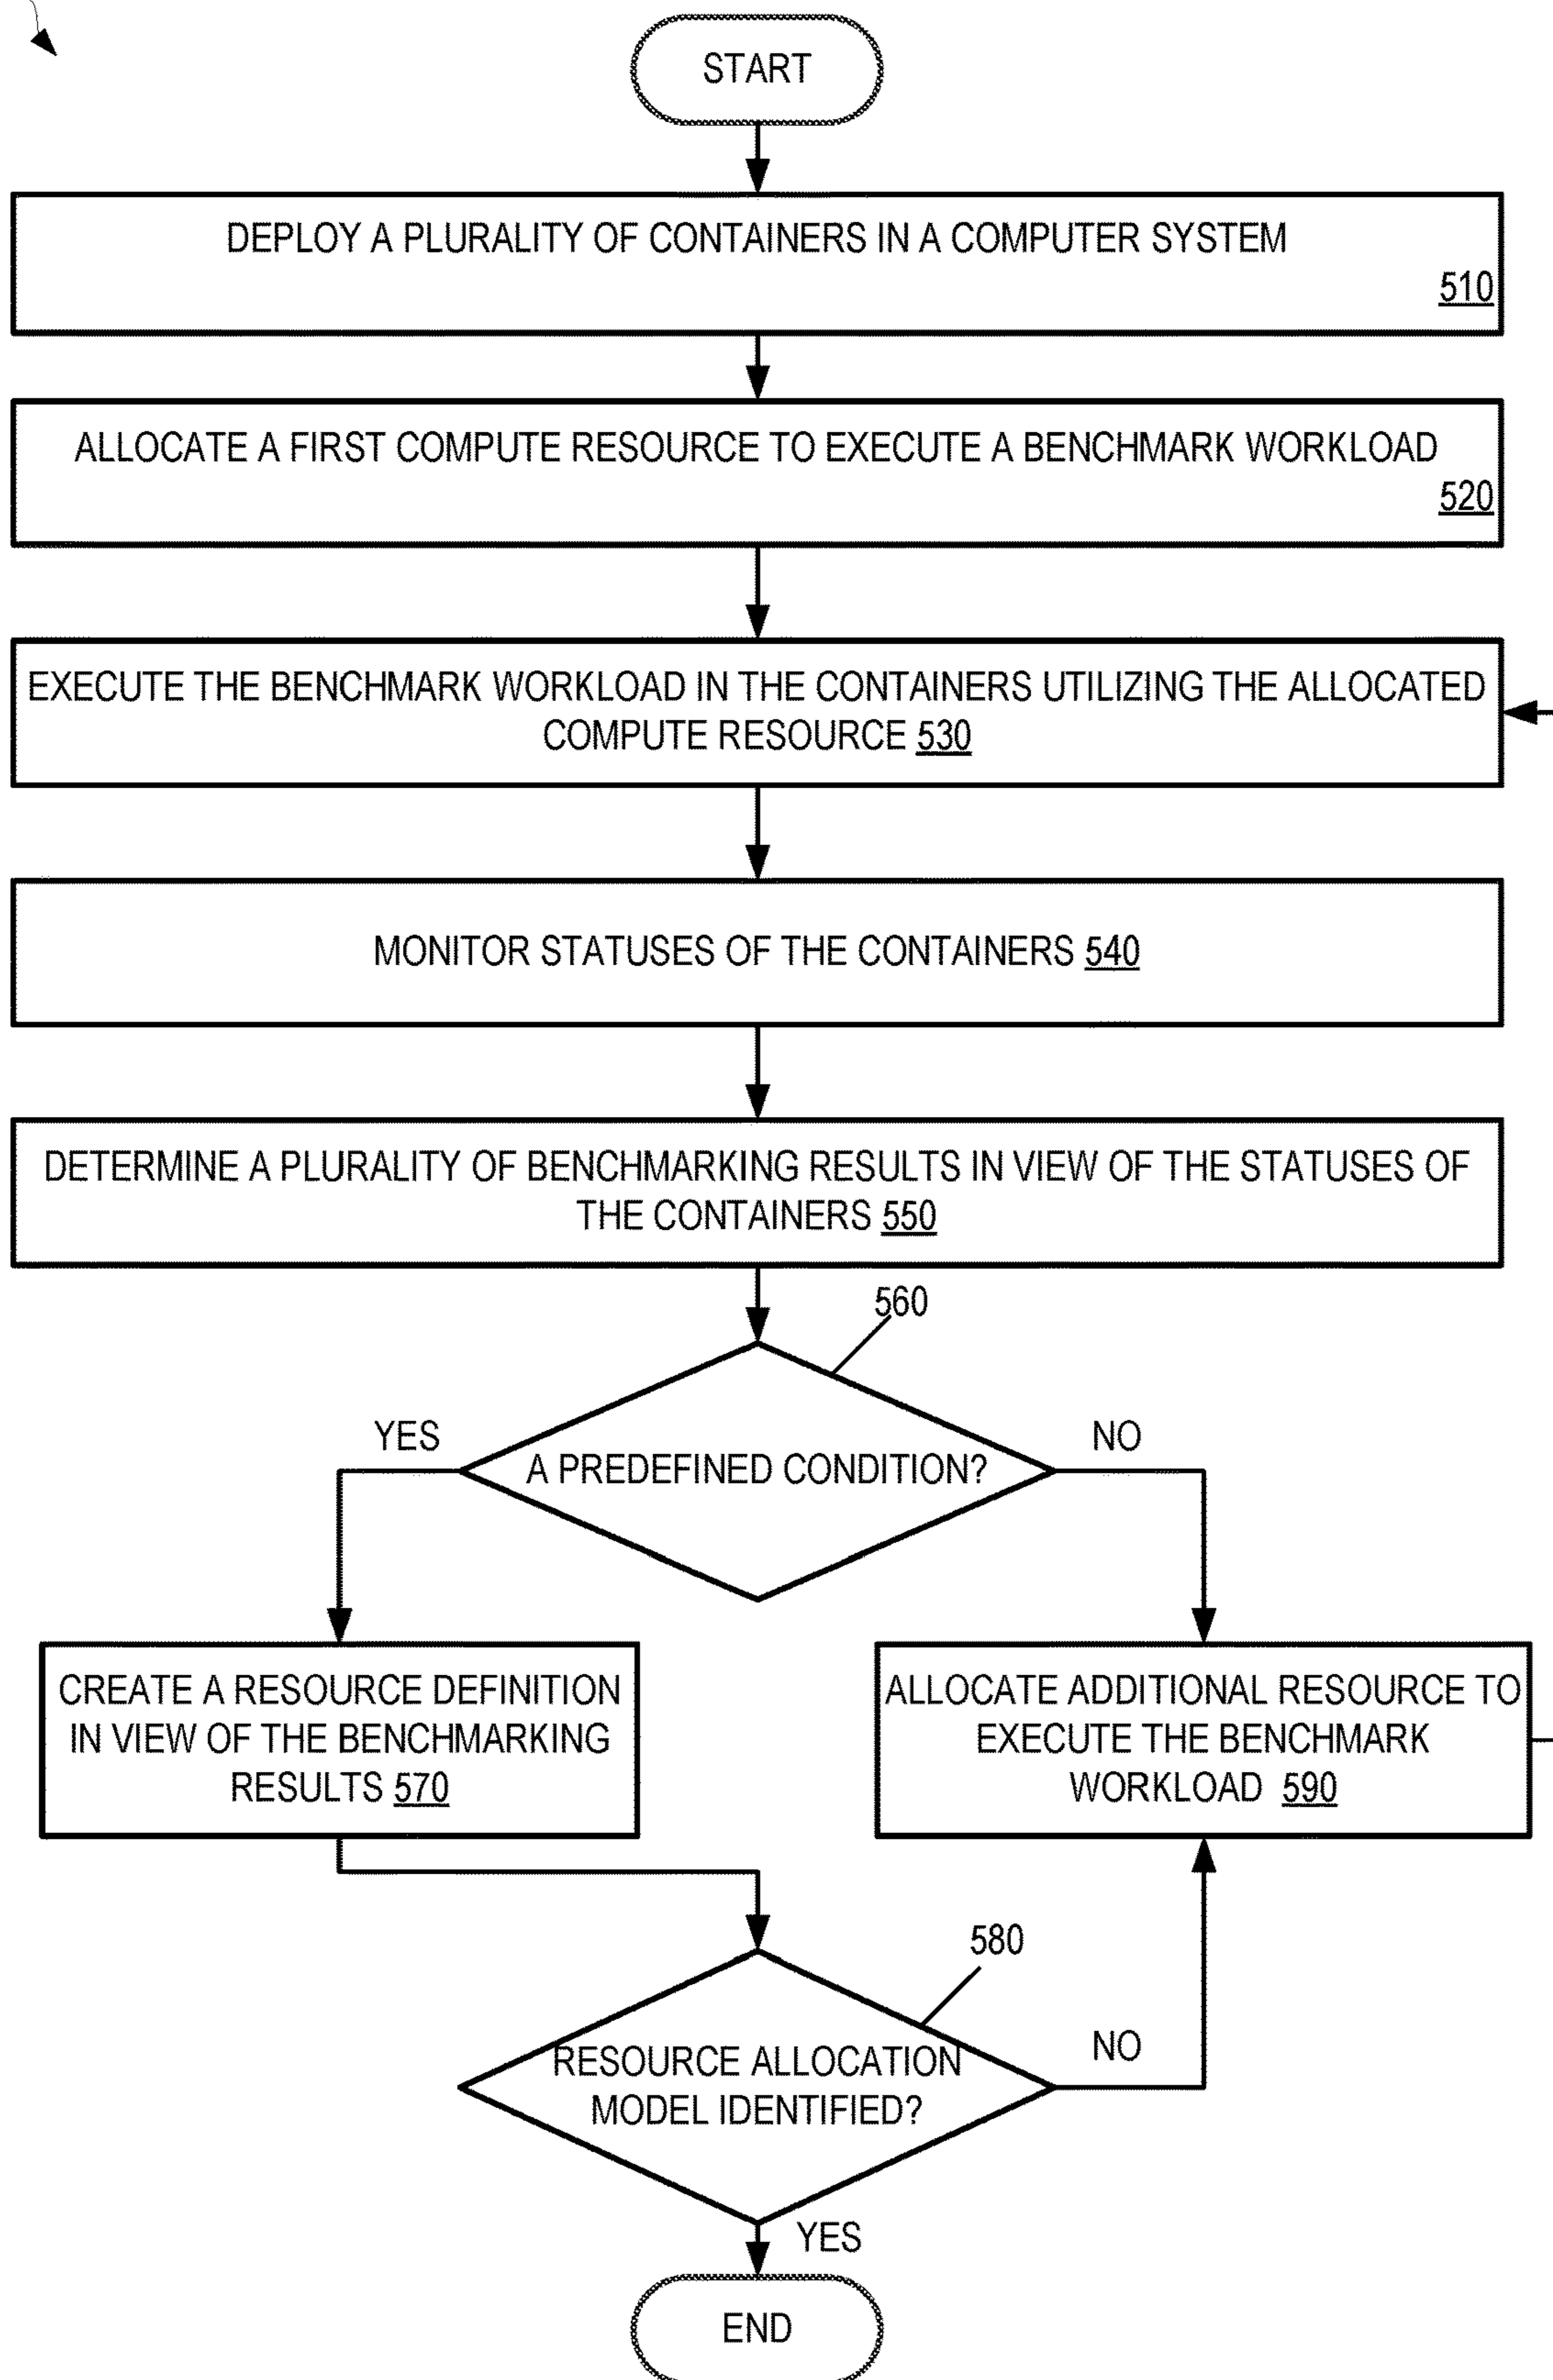 START
DEPLOY A PLURALITY OF CONTAINERS IN A COMPUTER SYSTEM
510
ALLOCATE A FIRST COMPUTE RESOURCE TO EXECUTE A BENCHMARK WORKLOAD
520
EXECUTE THE BENCHMARK WORKLOAD IN THE CONTAINERS UTILIZING THE ALLOCATED
COMPUTE RESOURCE 530
MONITOR STATUSES OF THE CONTAINERS 540
DETERMINE A PLURALITY OF BENCHMARKING RESULTS IN VIEW OF THE STATUSES OF
THE CONTAINERS 550
560
YES
NO
A PREDEFINED CONDITION?
CREATE A RESOURCE DEFINITION
IN VIEW OF THE BENCHMARKING
RESULTS 570
ALLOCATE ADDITIONAL RESOURCE TO
EXECUTE THE BENCHMARK
WORKLOAD 590
580
NO
RESOURCE ALLOCATION
MODEL IDENTIFIED?
YES
END